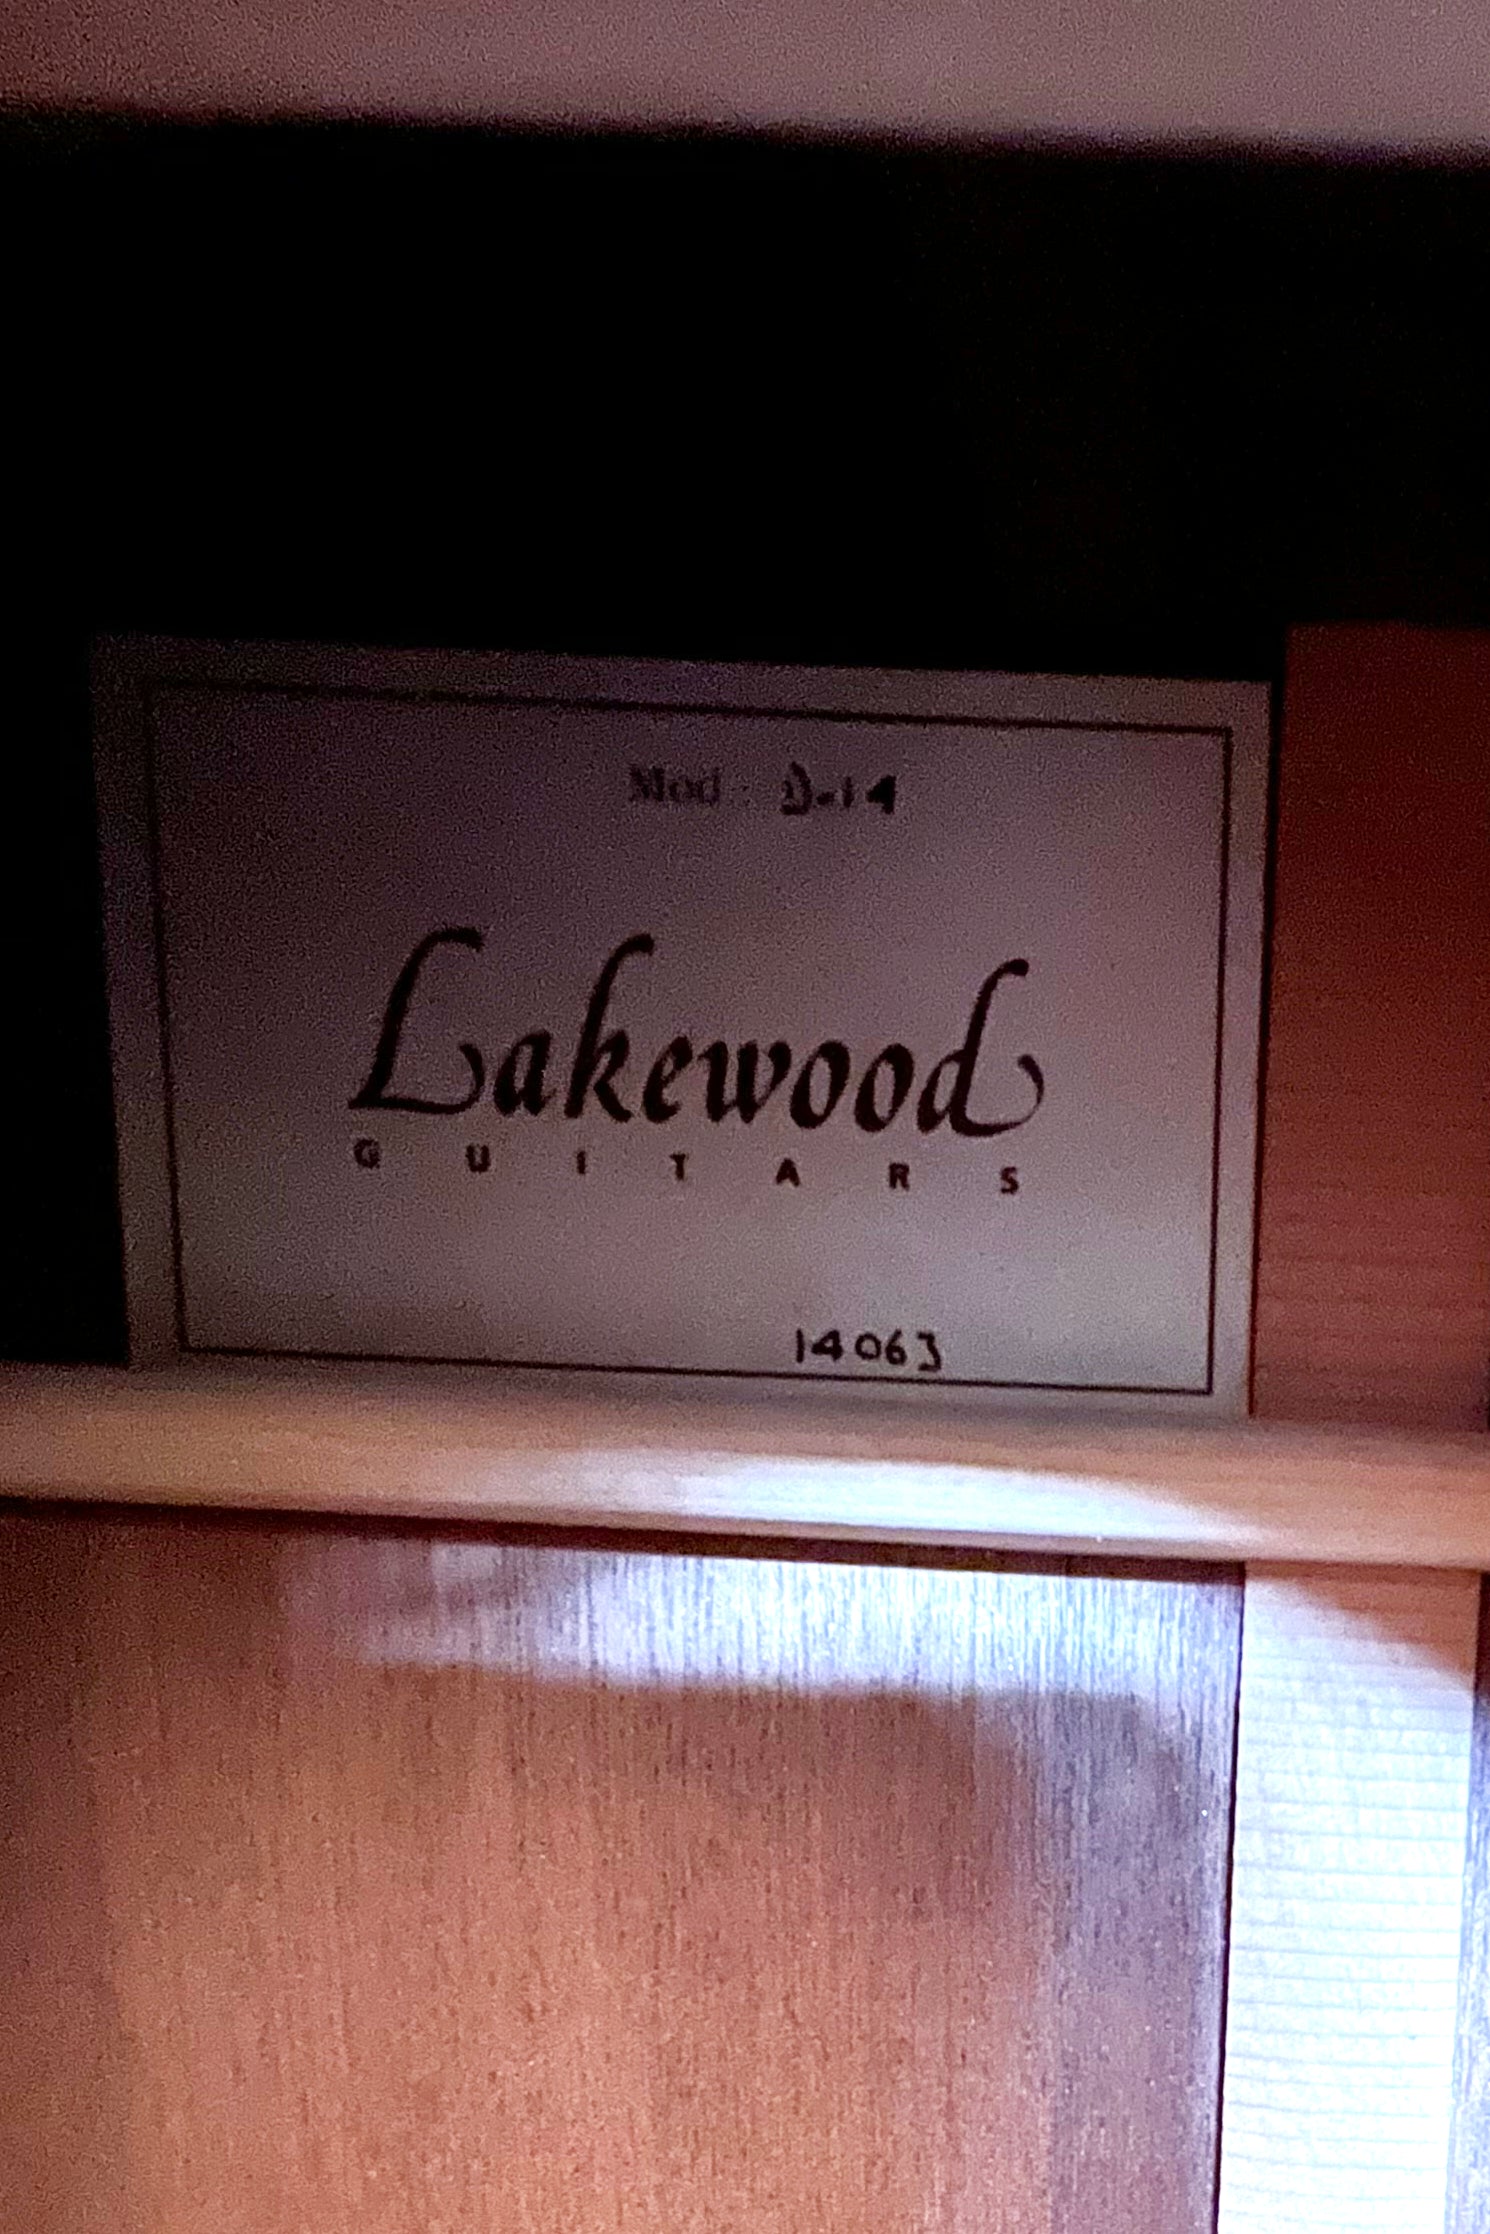 Mod.: D-14
Lakewood
GUITARS
14063